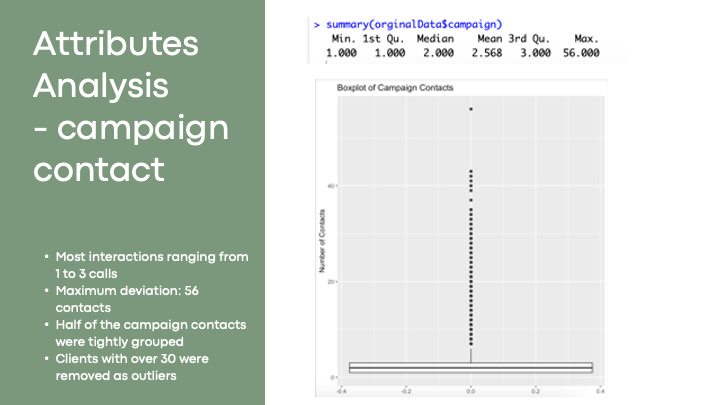 Attributes
Analysis
- campaign
contact
• Most interactions ranging from
1 to 3 calls
• Maximum deviation: 56
contacts
• Half of the campaign contacts
were tightly grouped
• Clients with over 30 were
removed as outliers
> summary(orginalData$campaign)
Min. 1st Qu. Median Mean 3rd Qu. Max.
1.000 1.000 2.000 2.568 3.000 56.000
Boxplot of Campaign Contacts
Number of Contacts
40
20
0
-0.4 -0.2 0.0 0.2 0.4